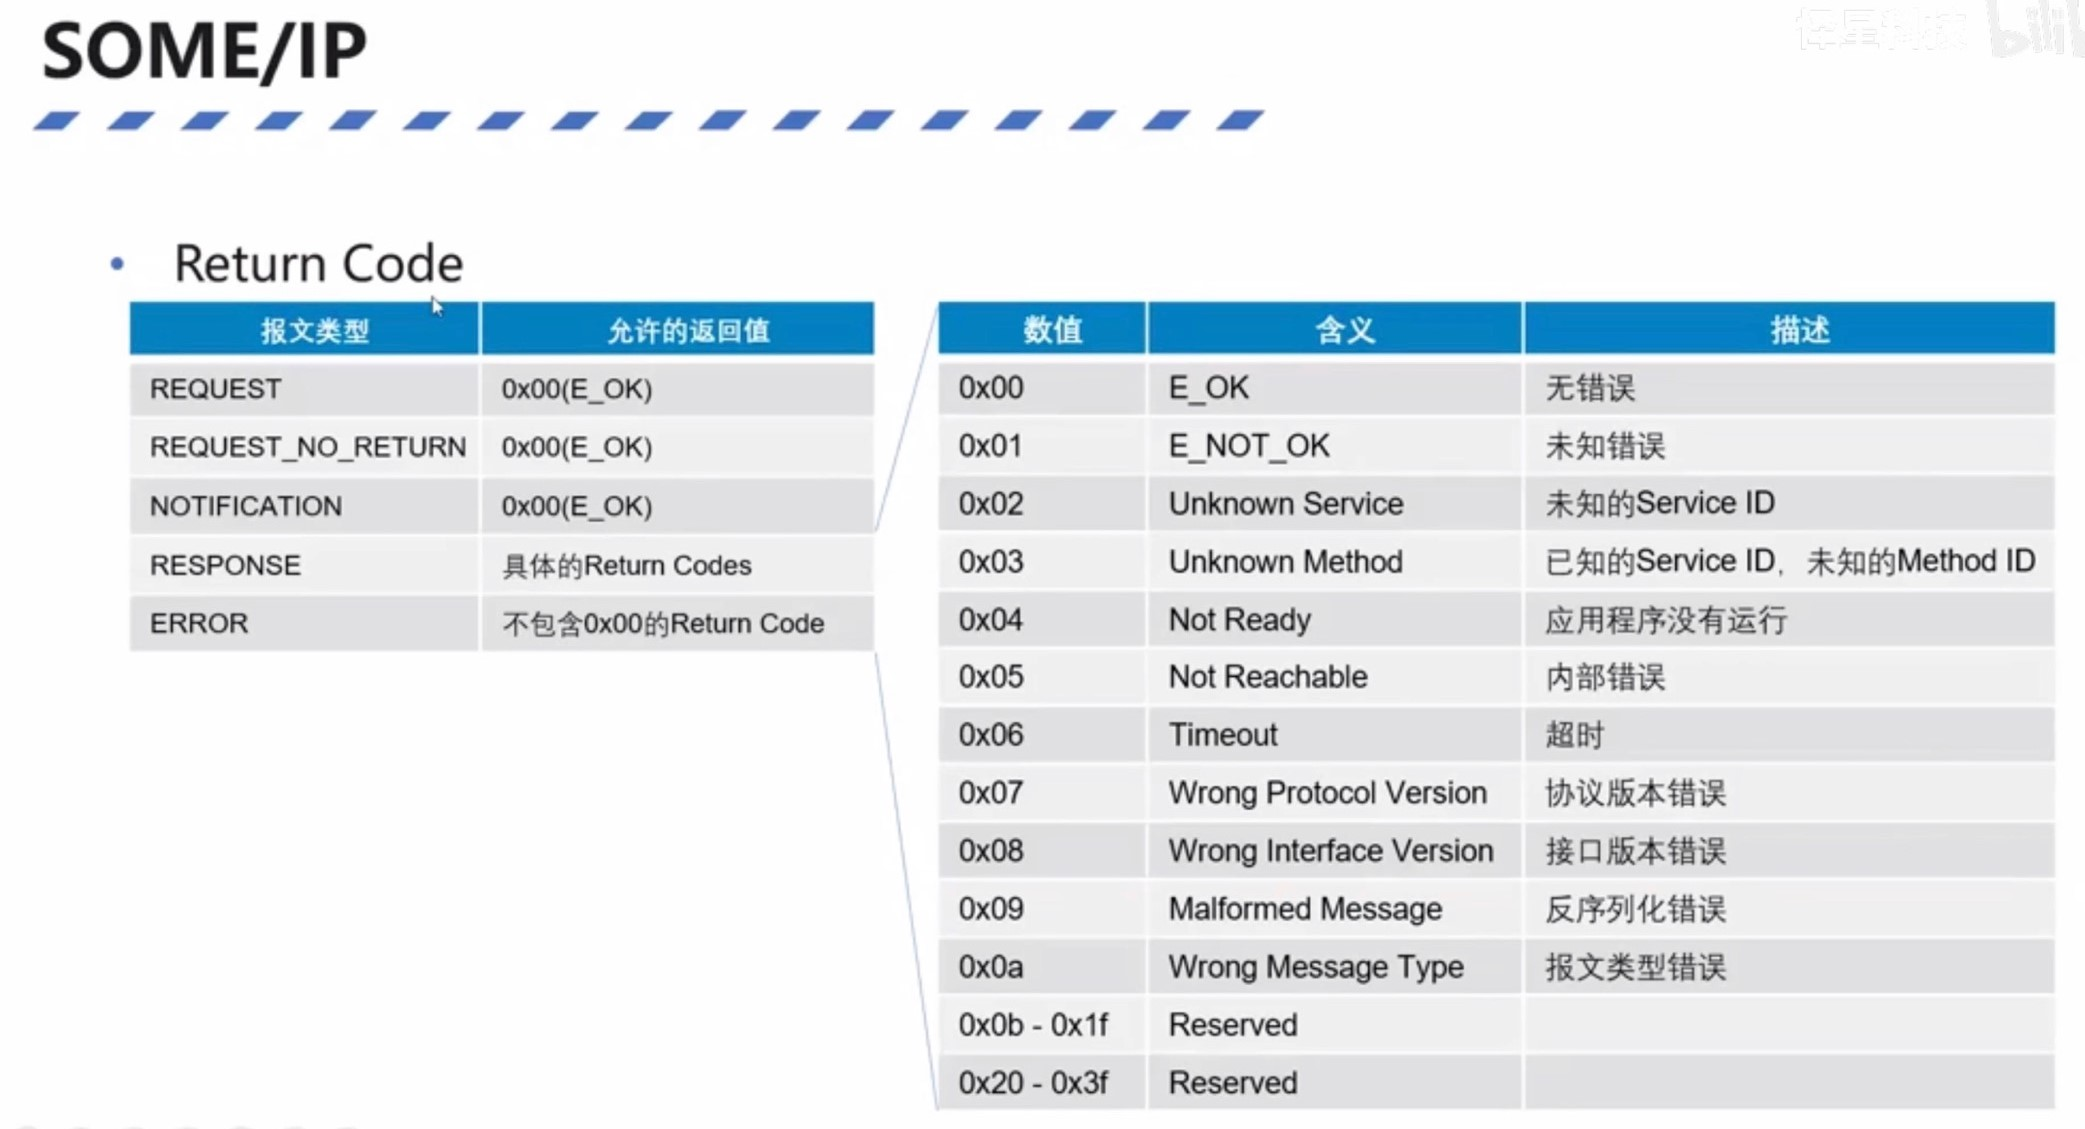 SOME/IP
怿星科技 bili
• Return Code
报文类型 允许的返回值
REQUEST 0x00(E_OK)
REQUEST_NO_RETURN 0x00(E_OK)
NOTIFICATION 0x00(E_OK)
RESPONSE 具体的Return Codes
ERROR 不包含0x00的Return Code
数值 含义 描述
0x00 E_OK 无错误
0x01 E_NOT_OK 未知错误
0x02 Unknown Service 未知的Service ID
0x03 Unknown Method 已知的Service ID，未知的Method ID
0x04 Not Ready 应用程序没有运行
0x05 Not Reachable 内部错误
0x06 Timeout 超时
0x07 Wrong Protocol Version 协议版本错误
0x08 Wrong Interface Version 接口版本错误
0x09 Malformed Message 反序列化错误
0x0a Wrong Message Type 报文类型错误
0x0b - 0x1f Reserved
0x20 - 0x3f Reserved